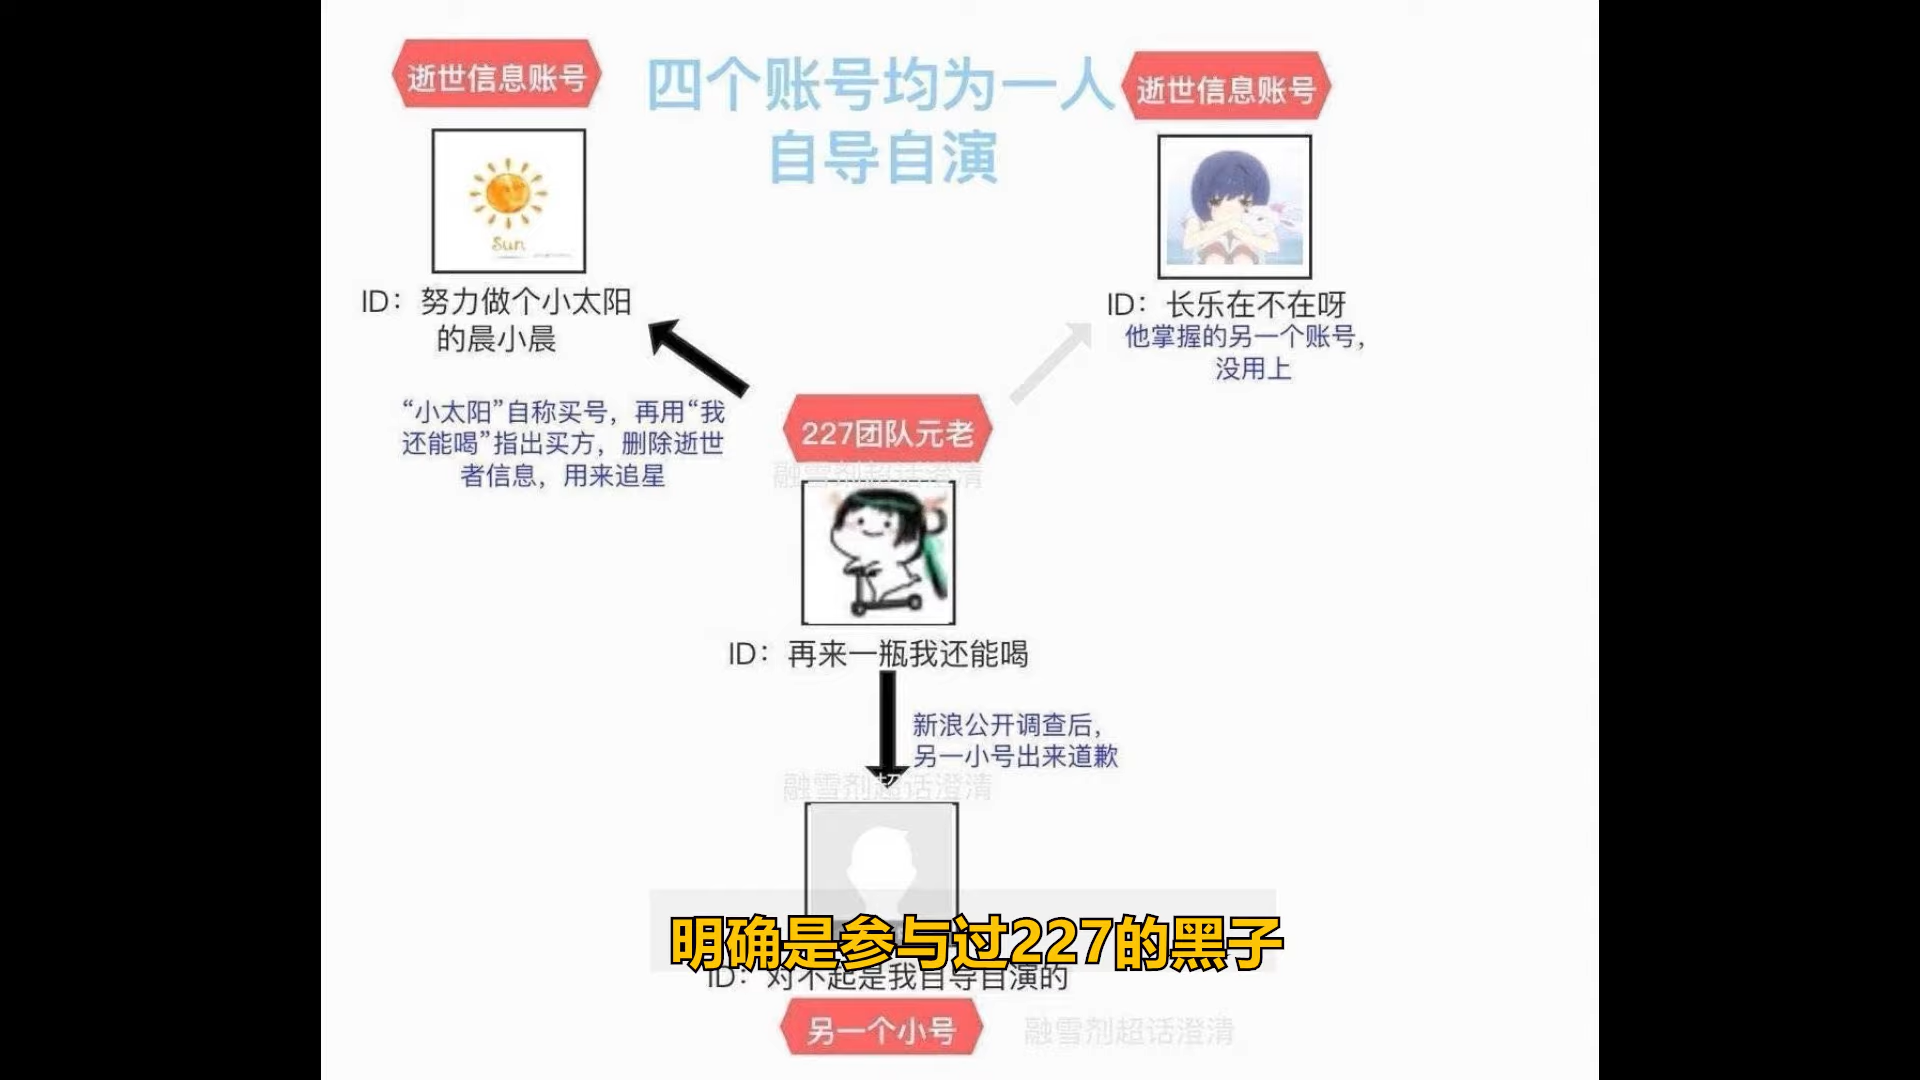 逝世信息账号
四个账号均为一人
自导自演
逝世信息账号
Sun
ID：努力做个小太阳
的晨小晨
ID：长乐在不在呀
他掌握的另一个账号，
没用上
“小太阳”自称买号，再用“我
还能喝”指出买方，删除逝世
者信息，用来追星
227团队元老
融雪剂超话澄清
ID：再来一瓶我还能喝
新浪公开调查后，
另一小号出来道歉
融雪剂超话澄清
明确是参与过227的黑子
ID：对不起是我自导自演的
另一个小号
融雪剂超话澄清